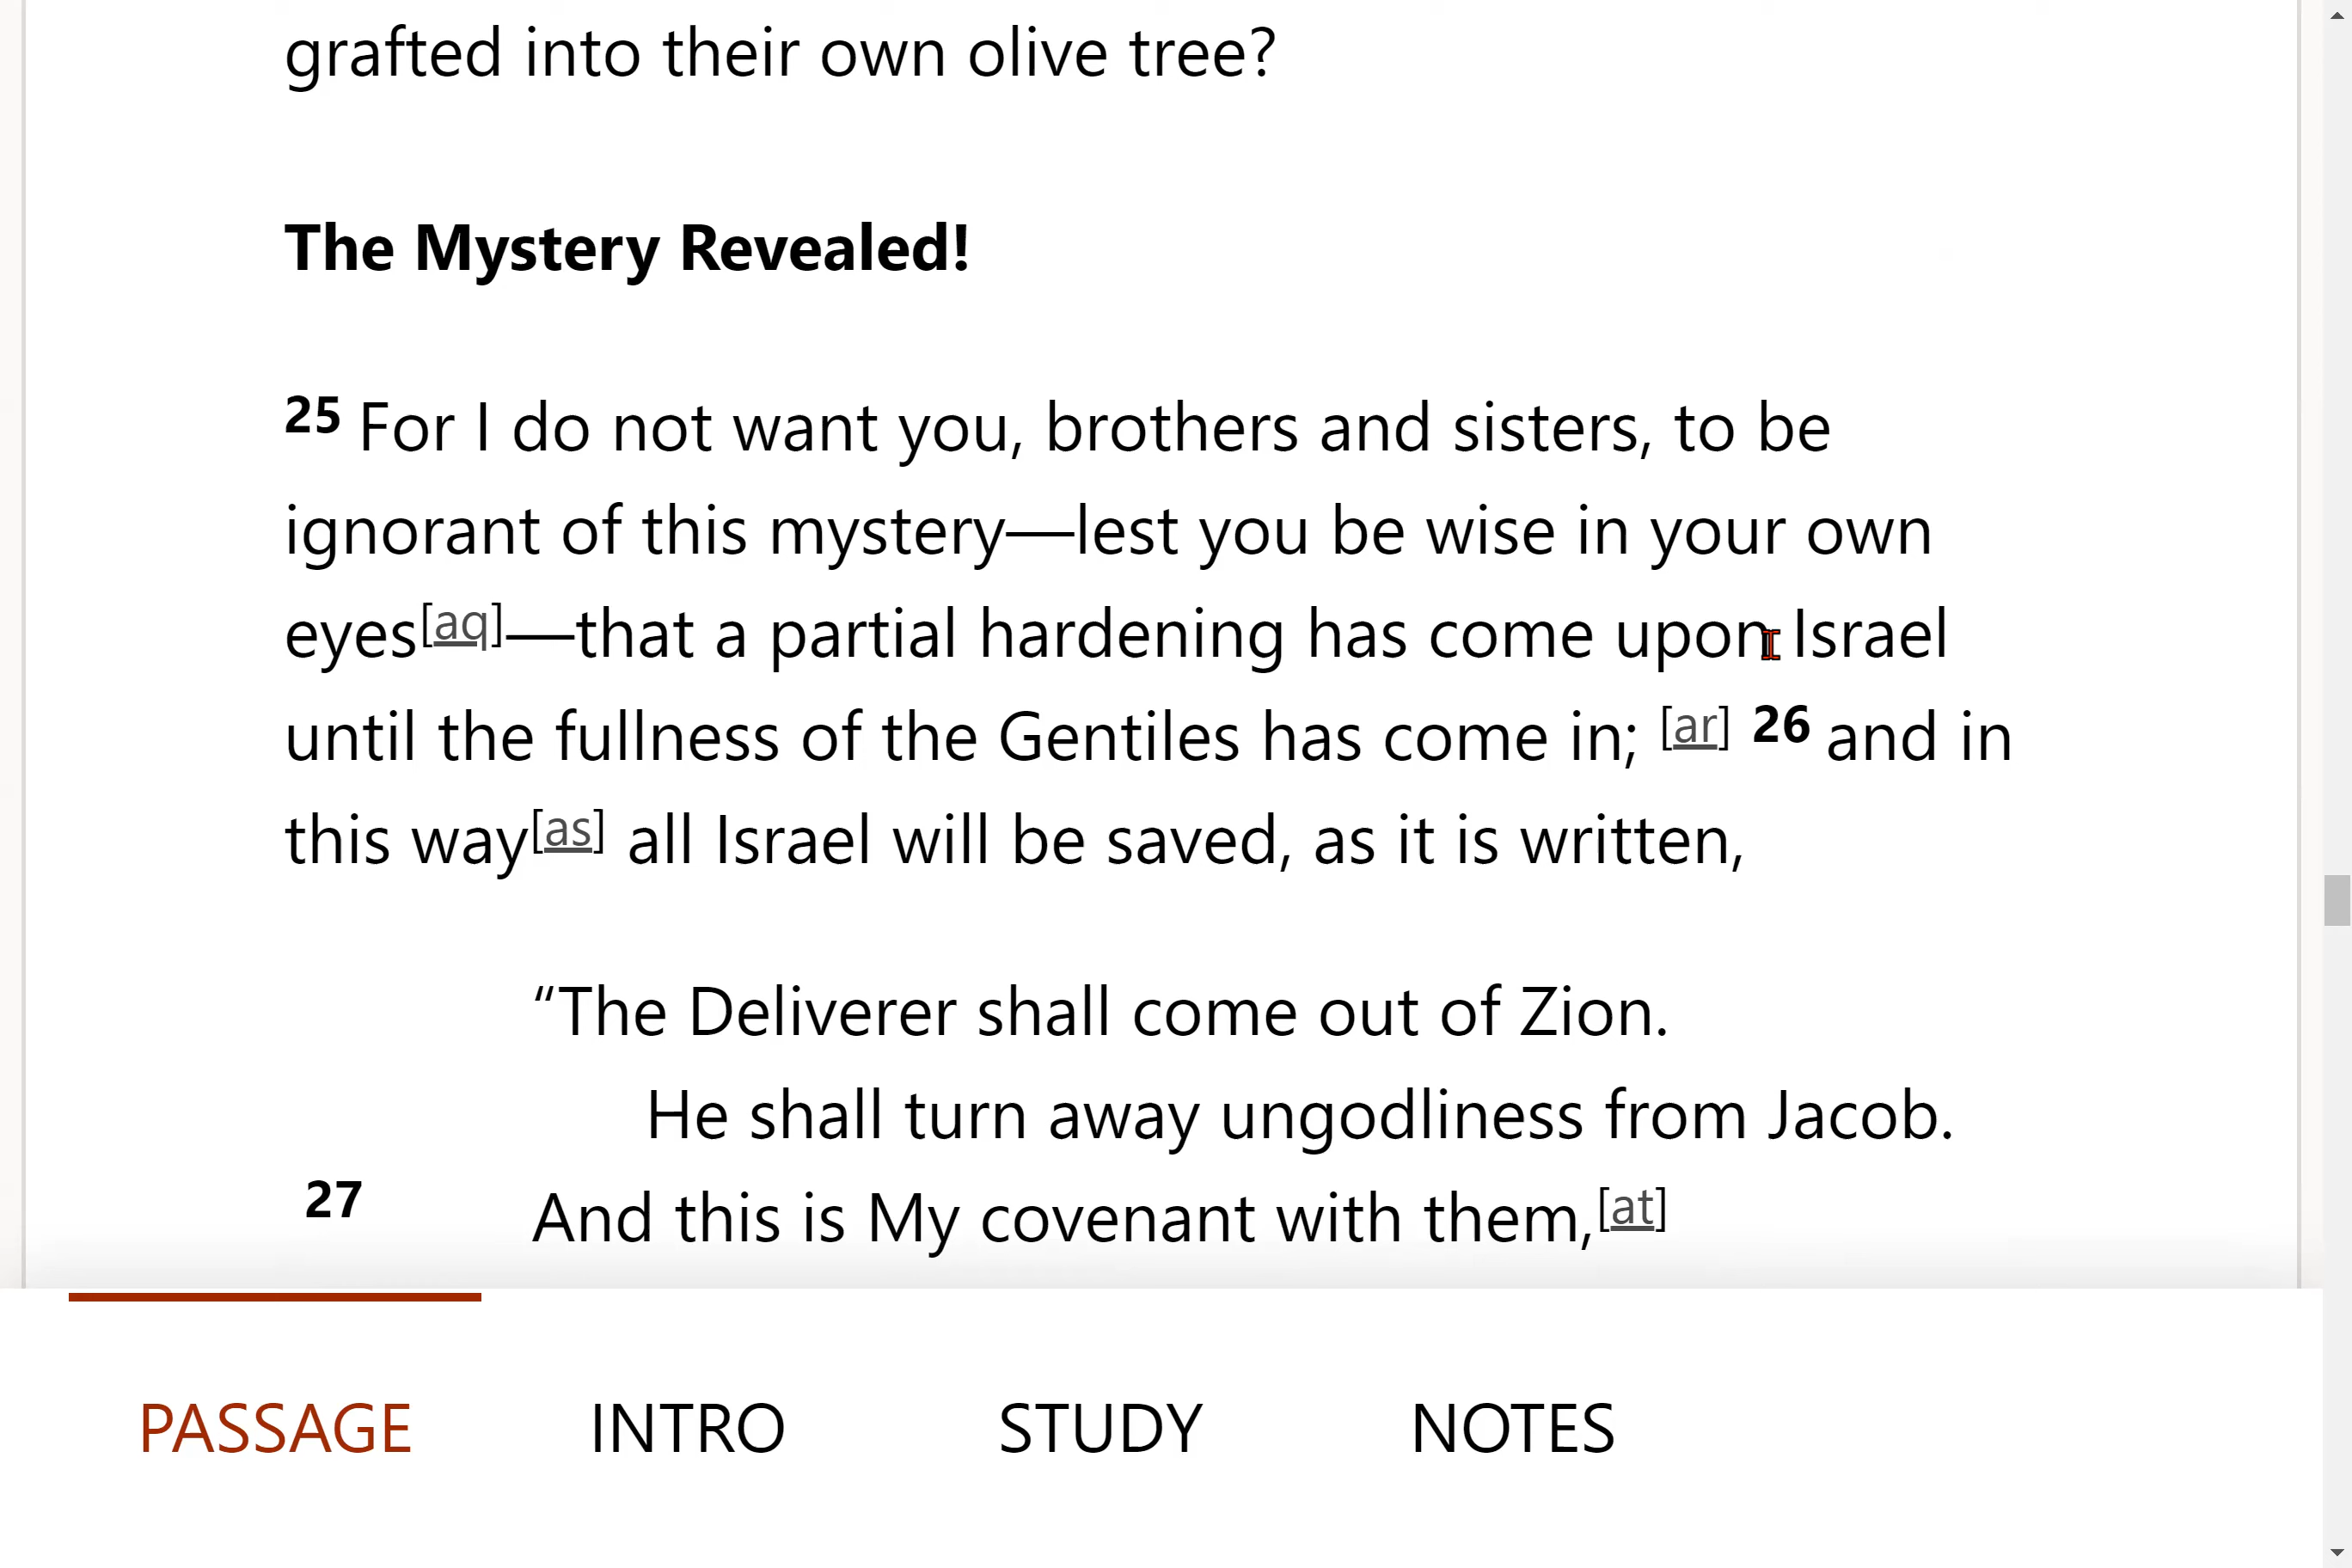 grafted into their own olive tree?
The Mystery Revealed!
25 For I do not want you, brothers and sisters, to be
ignorant of this mystery—lest you be wise in your own
eyes[aq]—that a partial hardening has come upon Israel
until the fullness of the Gentiles has come in; [ar] 26 and in
this way[as] all Israel will be saved, as it is written,
“The Deliverer shall come out of Zion.
He shall turn away ungodliness from Jacob.
27 And this is My covenant with them,[at]
PASSAGE INTRO STUDY NOTES